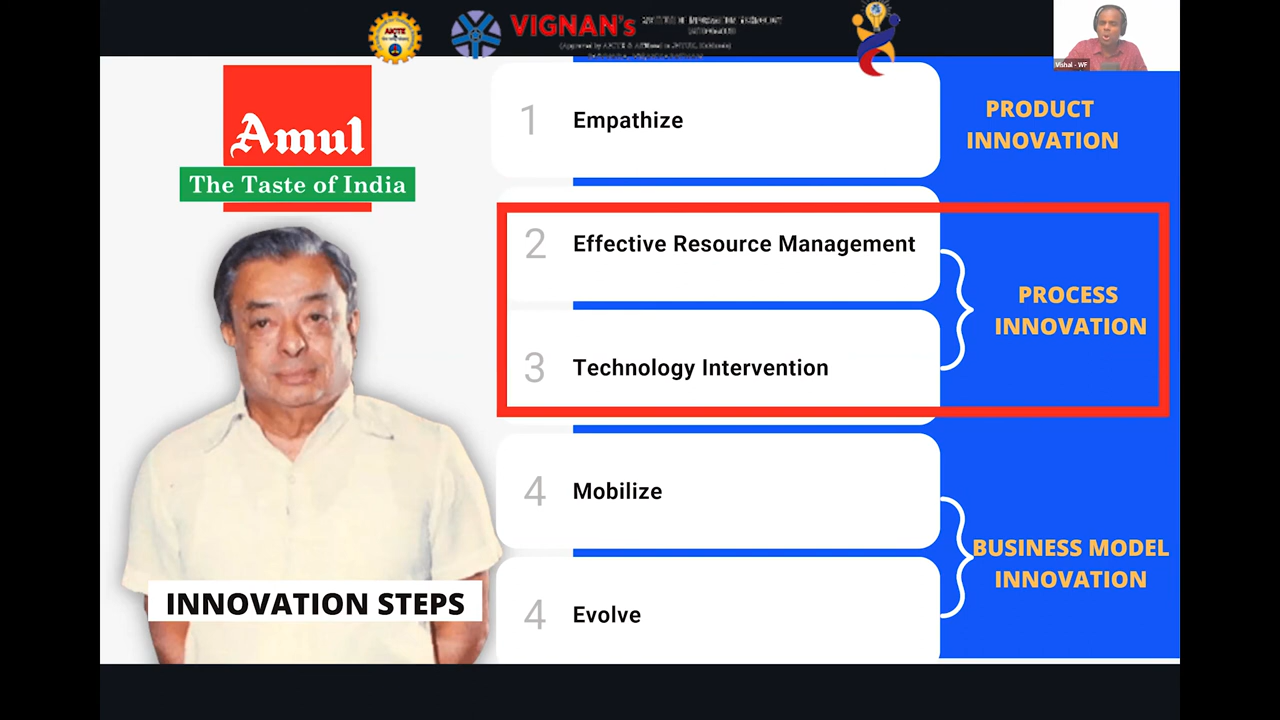 AICTE
VIGNAN's
Vishal - WF
Amul
The Taste of India
INNOVATION STEPS
1 Empathize
2 Effective Resource Management
3 Technology Intervention
4 Mobilize
4 Evolve
PRODUCT
INNOVATION
PROCESS
INNOVATION
BUSINESS MODEL
INNOVATION